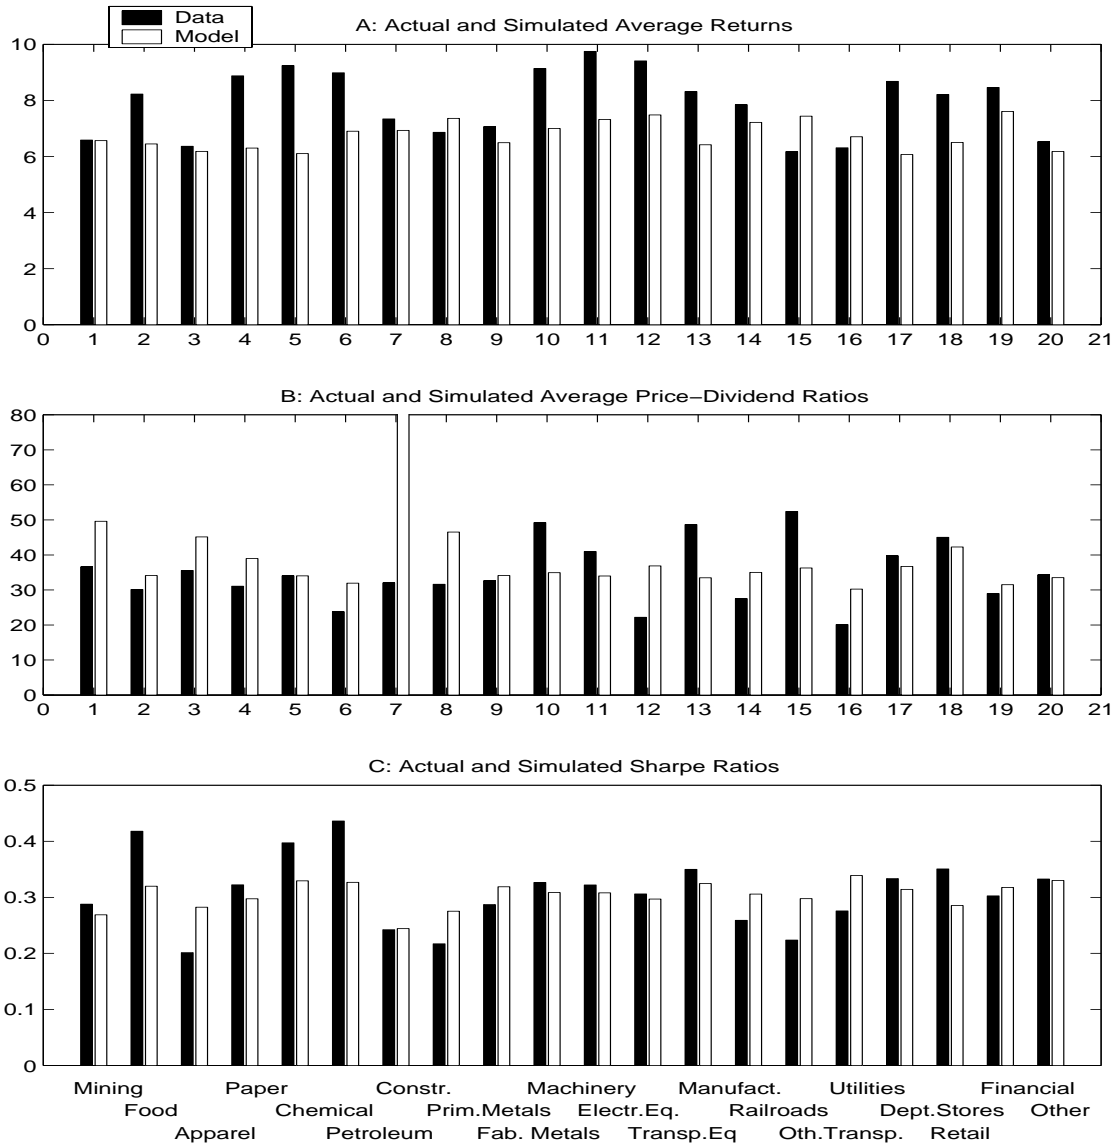 Data
Model
A: Actual and Simulated Average Returns
10
8
6
4
2
0
0 1 2 3 4 5 6 7 8 9 10 11 12 13 14 15 16 17 18 19 20 21
B: Actual and Simulated Average Price−Dividend Ratios
80
70
60
50
40
30
20
10
0
0 1 2 3 4 5 6 7 8 9 10 11 12 13 14 15 16 17 18 19 20 21
C: Actual and Simulated Sharpe Ratios
0.5
0.4
0.3
0.2
0.1
0
Mining Paper Constr. Machinery Manufact. Utilities Financial
Food Chemical Prim.Metals Electr.Eq. Railroads Dept.Stores Other
Apparel Petroleum Fab. Metals Transp.Eq Oth.Transp. Retail